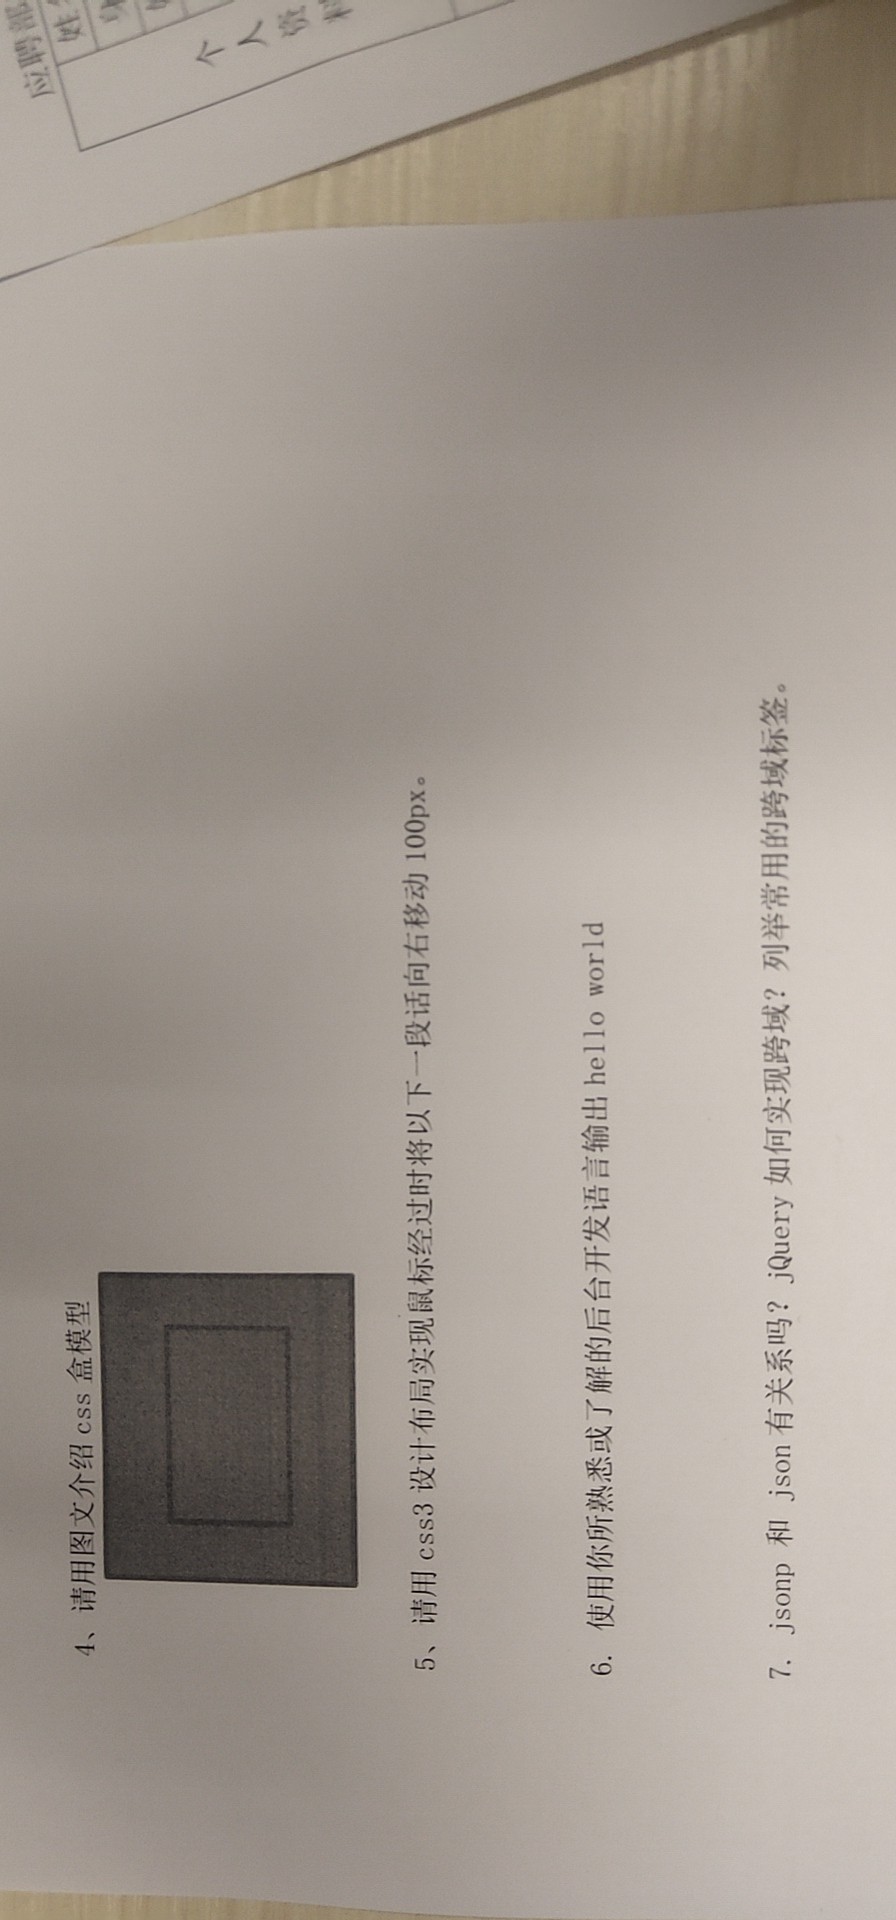 应聘部
个
人
资
料
4、请用图文介绍 css 盒模型
5、请用 css3 设计布局实现鼠标经过时将以下一段话向右移动 100px。
6. 使用你所熟悉或了解的后台开发语言输出 hello world
7. jsonp 和 json 有关系吗？jQuery 如何实现跨域？列举常用的跨域标签。